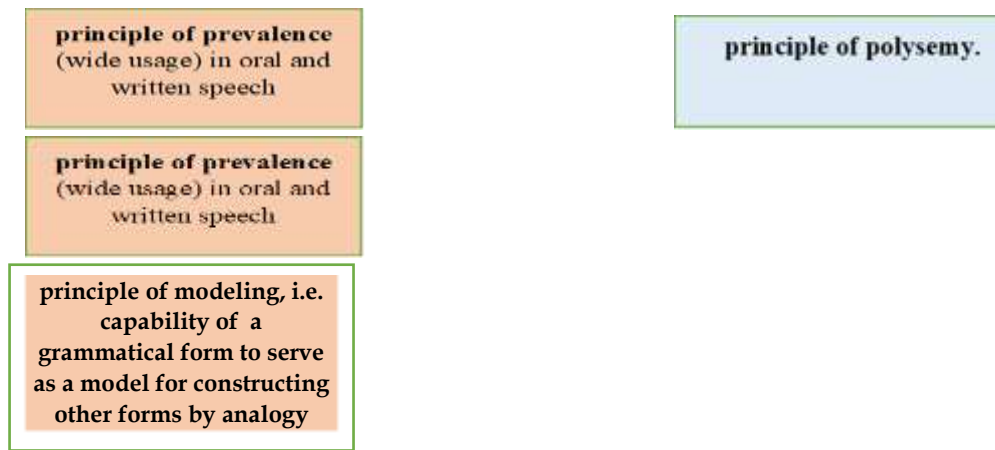 principle of prevalence
(wide usage) in oral and
written speech
principle of polysemy.
principle of prevalence
(wide usage) in oral and
written speech
principle of modeling, i.e.
capability of a
grammatical form to serve
as a model for constructing
other forms by analogy